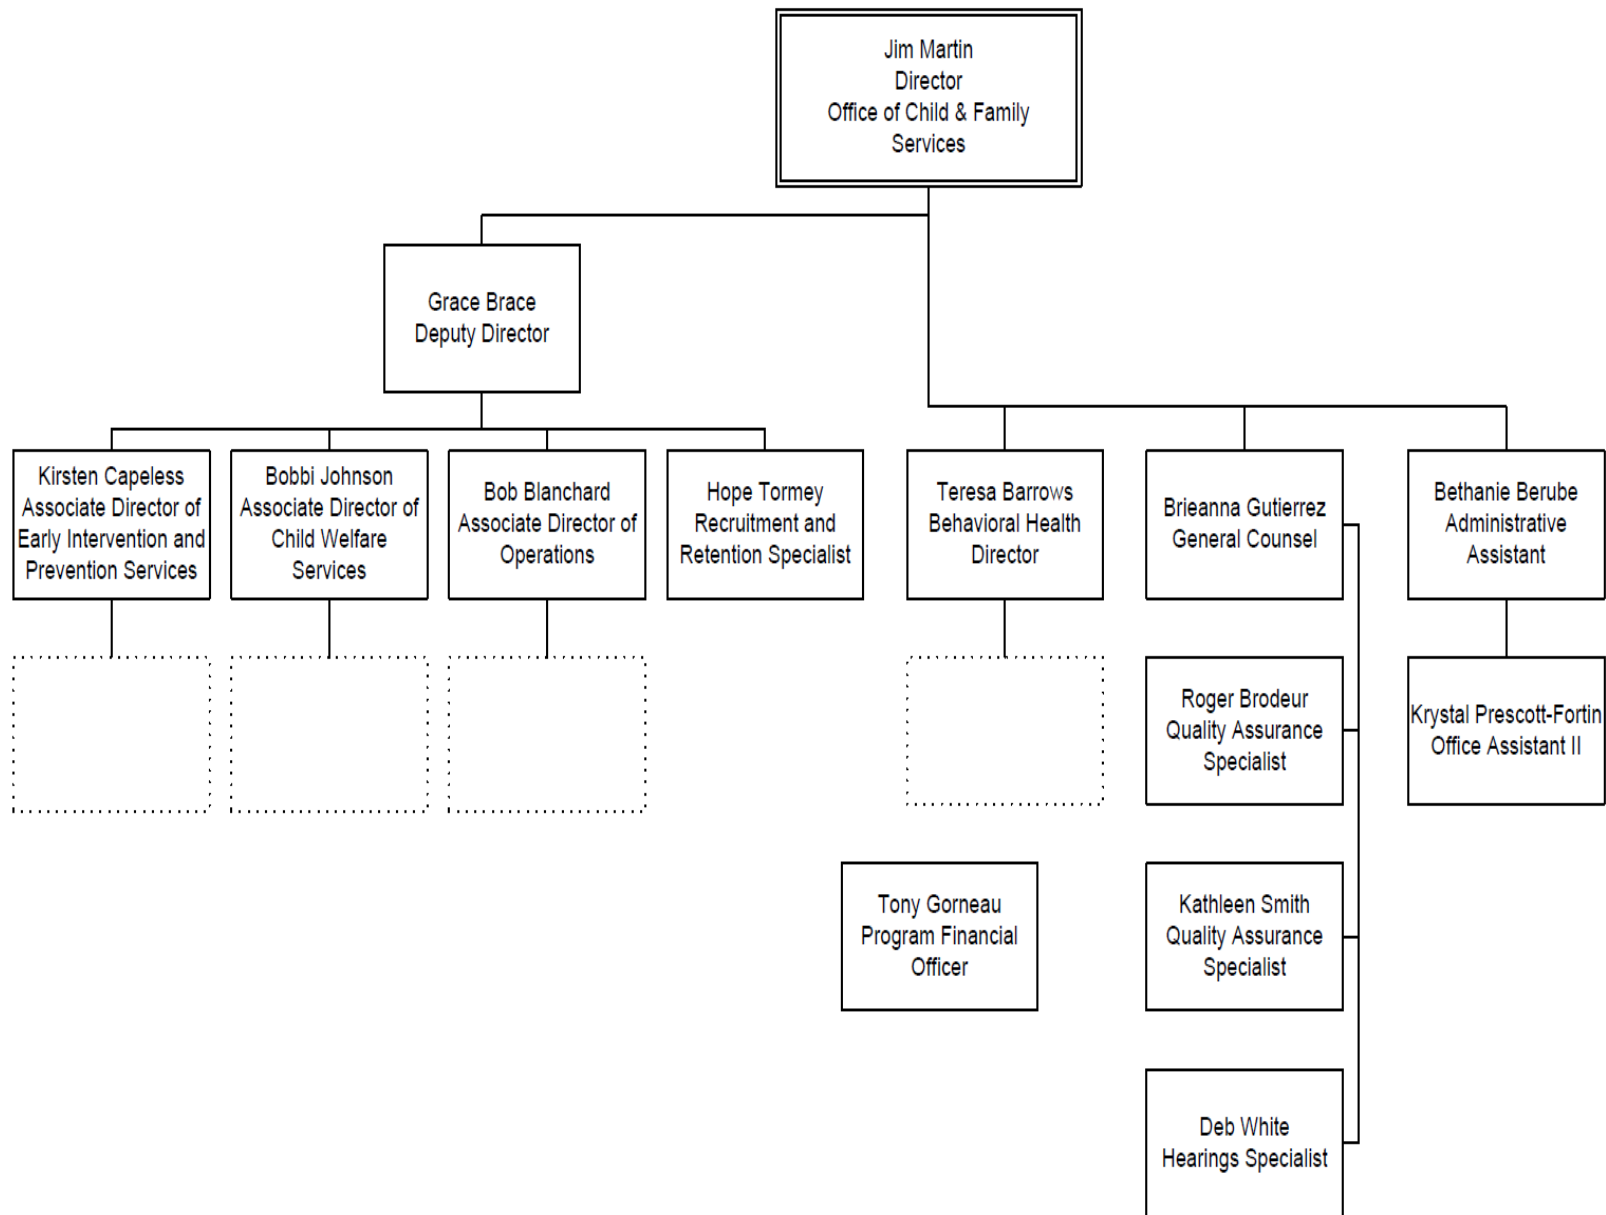 Jim Martin
Director
Office of Child & Family
Services
Grace Brace
Deputy Director
Kirsten Capeless
Associate Director of
Early Intervention and
Prevention Services
Bobbi Johnson
Associate Director of
Child Welfare
Services
Bob Blanchard
Associate Director of
Operations
Hope Tormey
Recruitment and
Retention Specialist
Teresa Barrows
Behavioral Health
Director
Brieanna Gutierrez
General Counsel
Bethanie Berube
Administrative
Assistant
Roger Brodeur
Quality Assurance
Specialist
Krystal Prescott-Fortin
Office Assistant II
Tony Gorneau
Program Financial
Officer
Kathleen Smith
Quality Assurance
Specialist
Deb White
Hearings Specialist